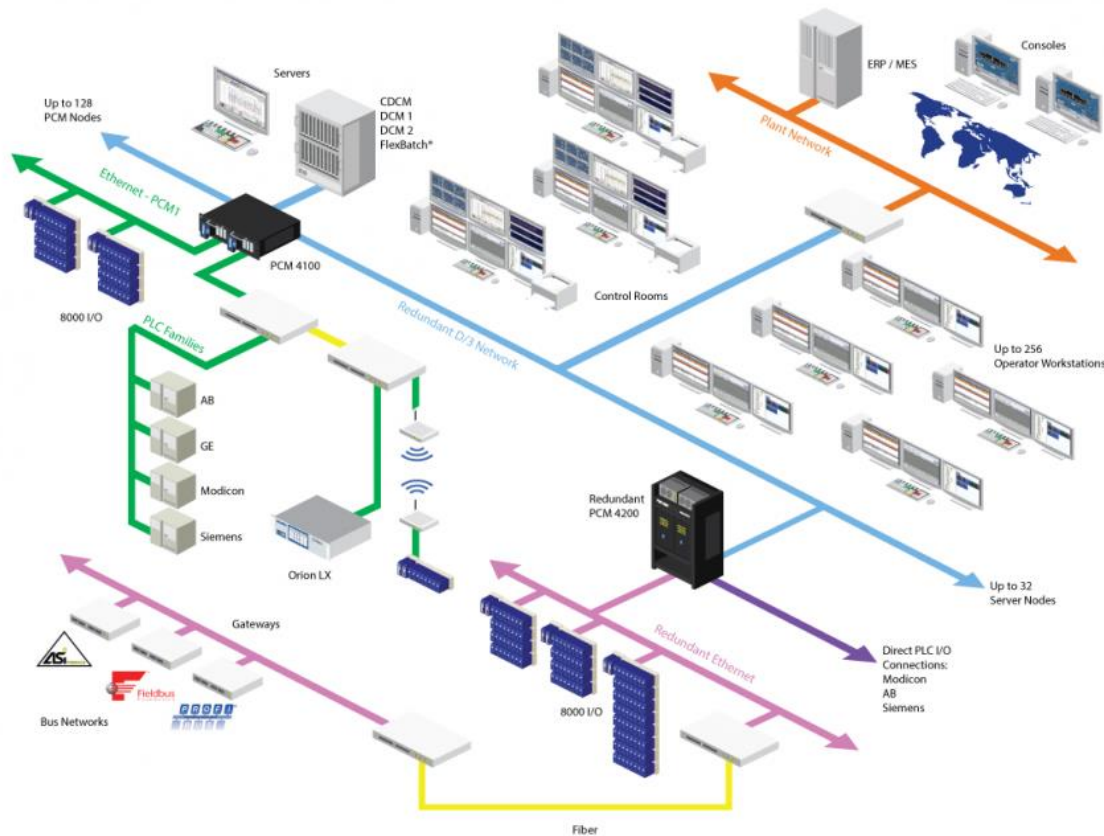 Servers
Up to 128
PCM Nodes
CDCM
DCM 1
DCM 2
FlexBatch®
ERP / MES
Consoles
Plant Network
Ethernet - PCM1
PCM 4100
8000 I/O
PLC Families
Redundant D/3 Network
Control Rooms
Up to 256
Operator Workstations
AB
GE
Modicon
Siemens
Orion LX
Redundant
PCM 4200
Up to 32
Server Nodes
Gateways
Redundant Ethernet
Direct PLC I/O
Connections:
Modicon
AB
Siemens
8000 I/O
ASi
Fieldbus
PROFI
BUS
Bus Networks
Fiber